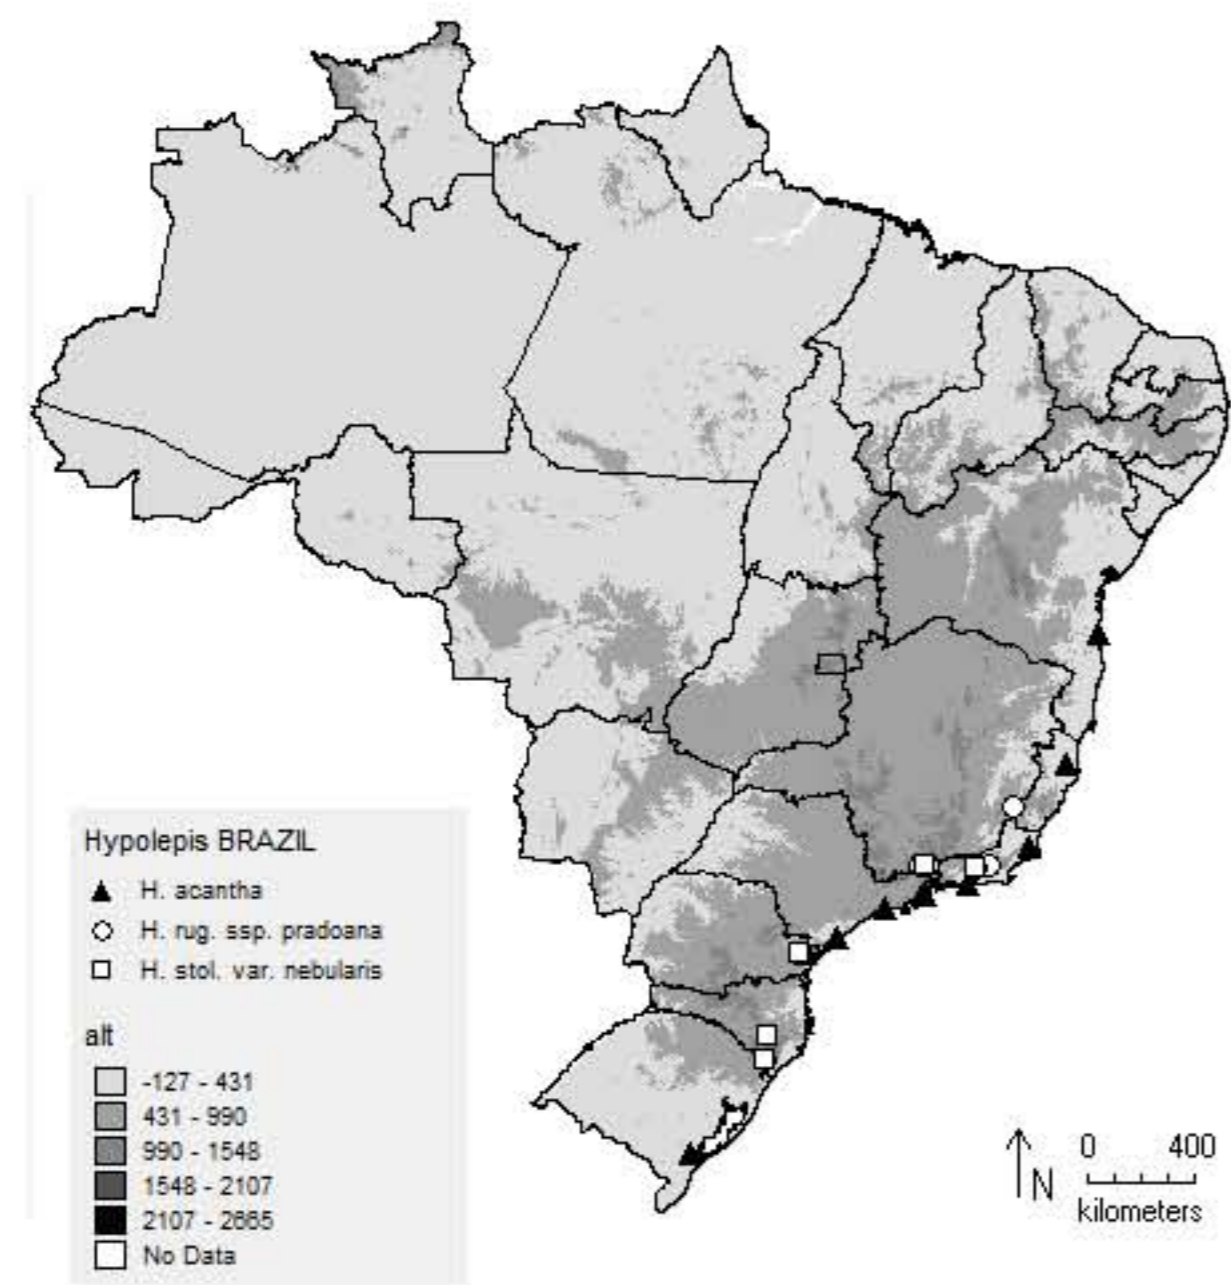 Hypolepis BRAZIL
H. acantha
H. rug. ssp. pradoana
H. stol. var. nebularis
alt
-127 - 431
431 - 990
990 - 1548
1548 - 2107
2107 - 2665
No Data
N
0 400
kilometers